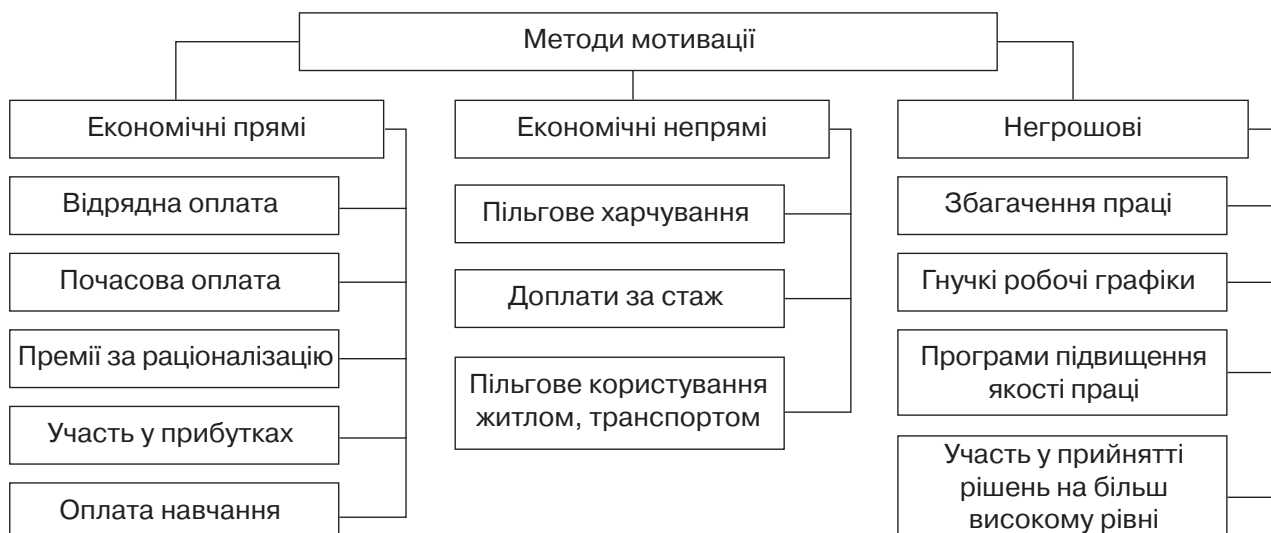 Методи мотивації
Економічні прямі
Відрядна оплата
Почасова оплата
Премії за раціоналізацію
Участь у прибутках
Оплата навчання
Економічні непрямі
Пільгове харчування
Доплати за стаж
Пільгове користування
житлом, транспортом
Негрошові
Збагачення праці
Гнучкі робочі графіки
Програми підвищення
якості праці
Участь у прийнятті
рішень на більш
високому рівні